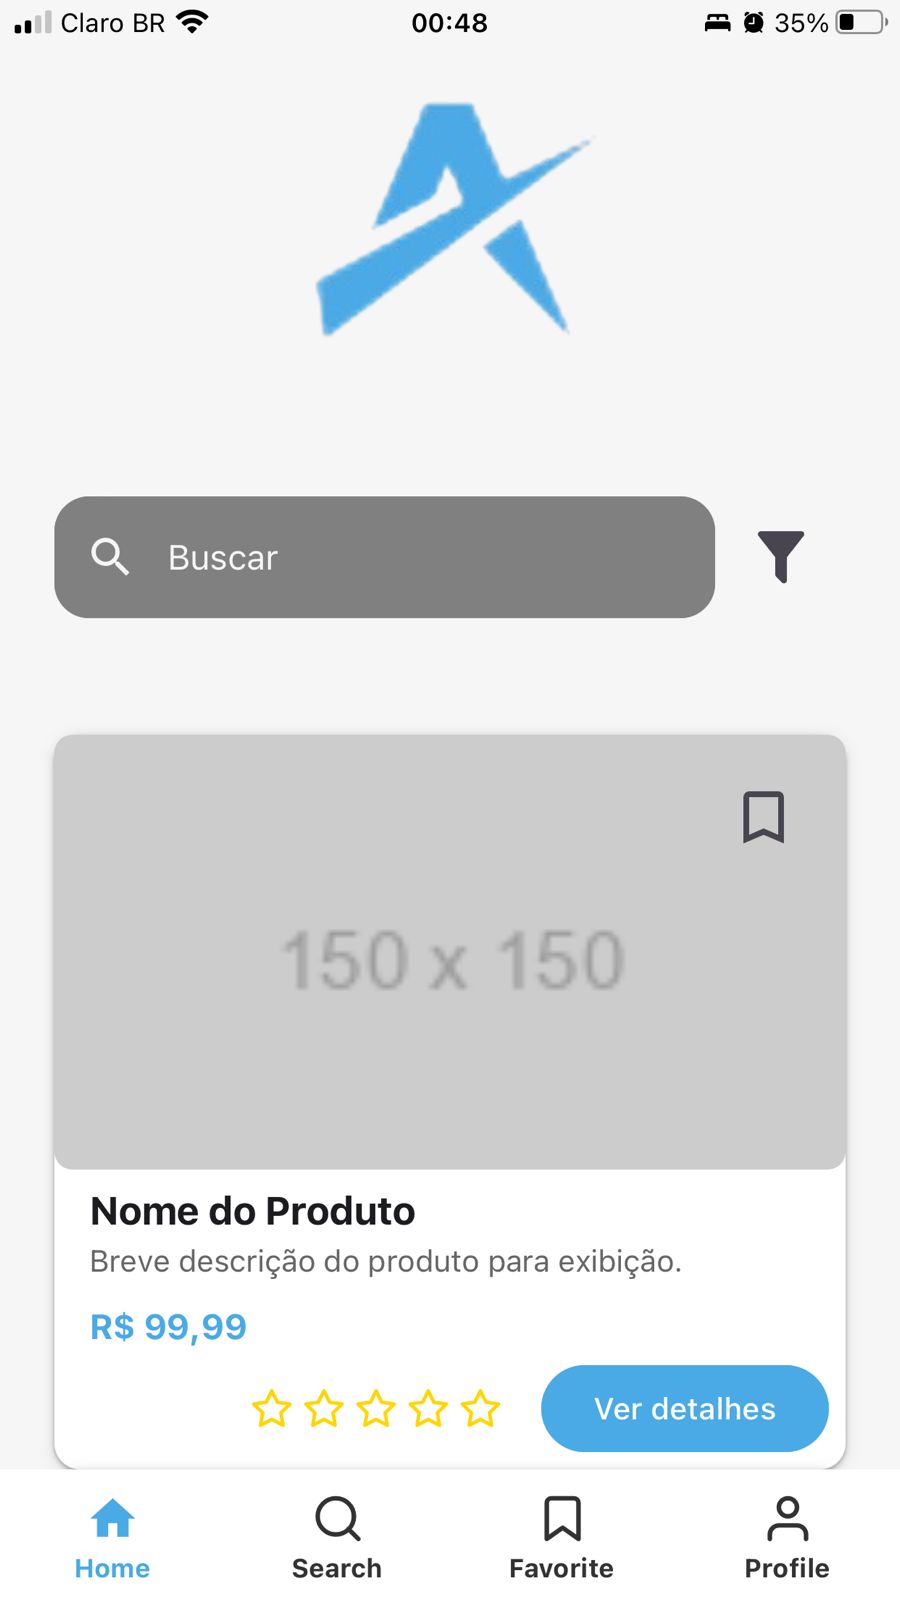 Claro BR
00:48
35%
Buscar
150 x 150
Nome do Produto
Breve descrição do produto para exibição.
R$ 99,99
Ver detalhes
Home
Search
Favorite
Profile